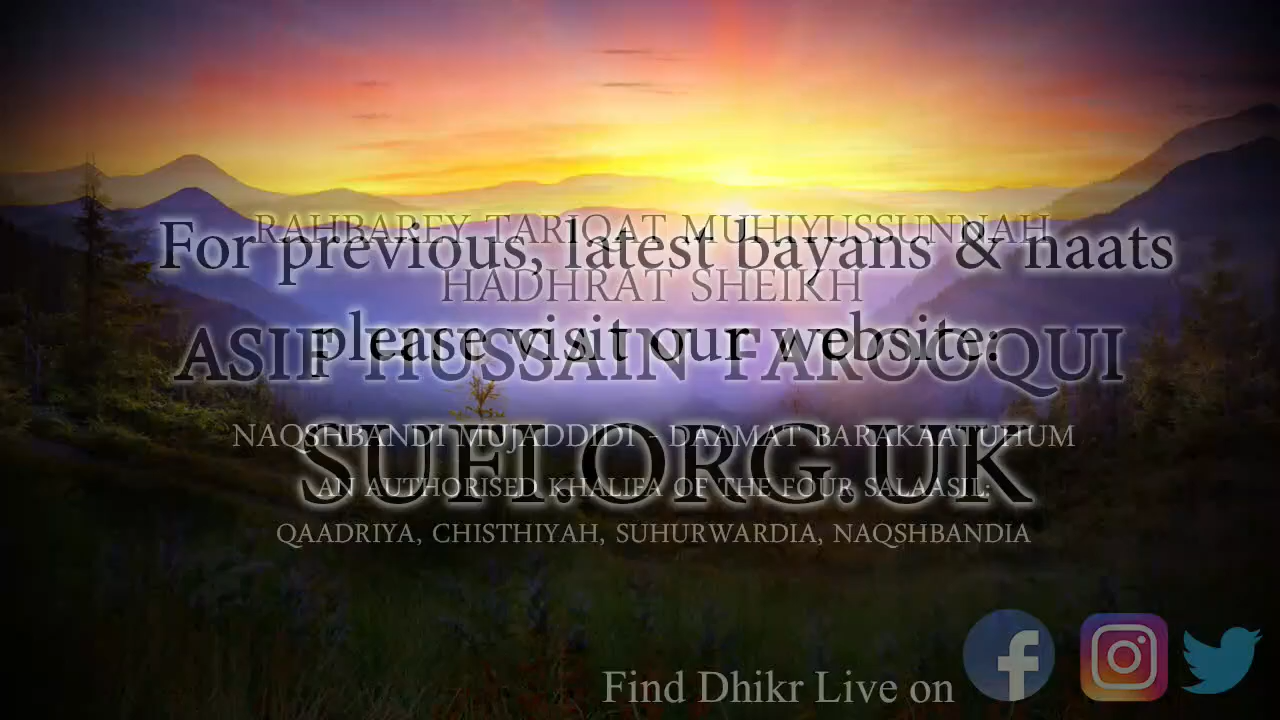 RAHBAREY TARIQAT MUHIYUSSUNNAH
For previous, latest bayans & naats
HADHRAT SHEIKH
please visit our website:
ASIF HUSSAIN FAROOQUI
NAQSHBANDI MUJADDIDI - DAAMAT BARAKAATUHUM
SUFI.ORG.UK
AN AUTHORISED KHALIFA OF THE FOUR SALAASIL:
QAADRIYA, CHISTHIYAH, SUHURWARDIA, NAQSHBANDIA
Find Dhikr Live on